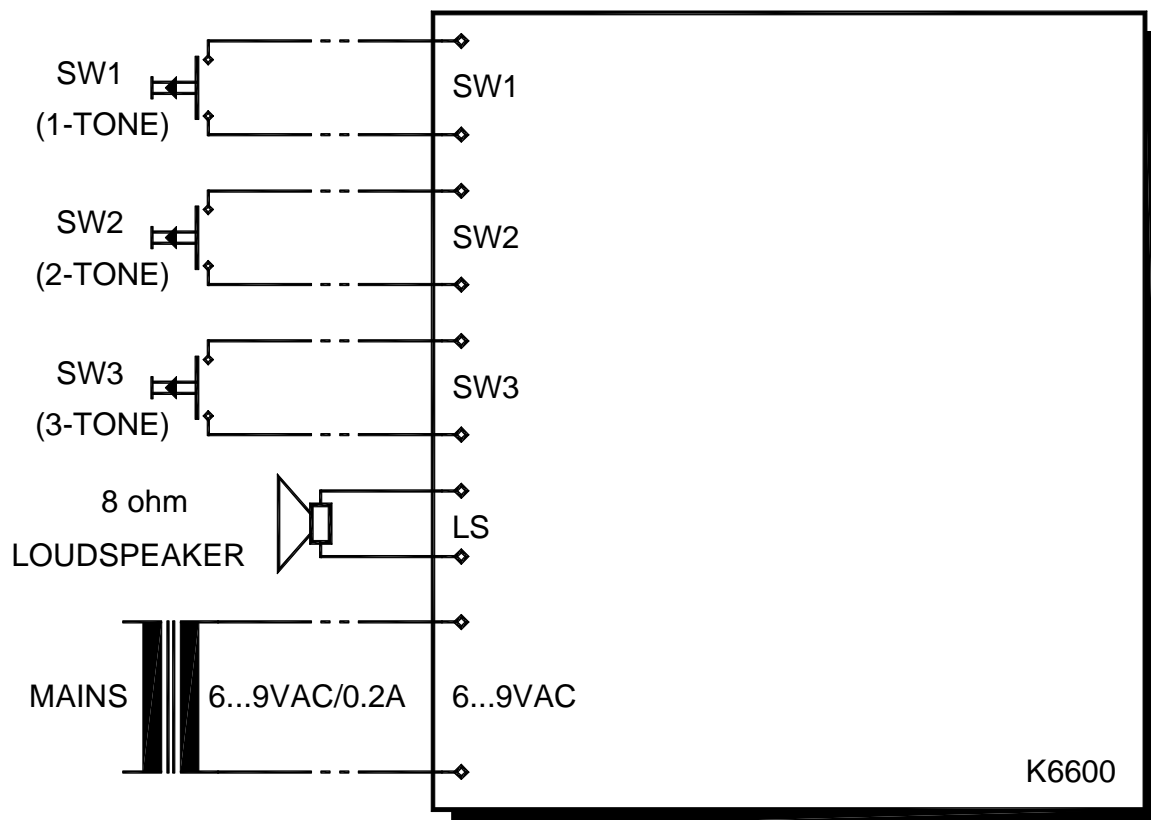 SW1
(1-TONE)
SW1
SW2
(2-TONE)
SW2
SW3
(3-TONE)
SW3
8 ohm
LOUDSPEAKER
LS
MAINS
6...9VAC/0.2A
6...9VAC
K6600